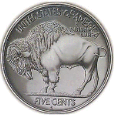 UNITED STATES OF AMERICA
FIVE CENTS